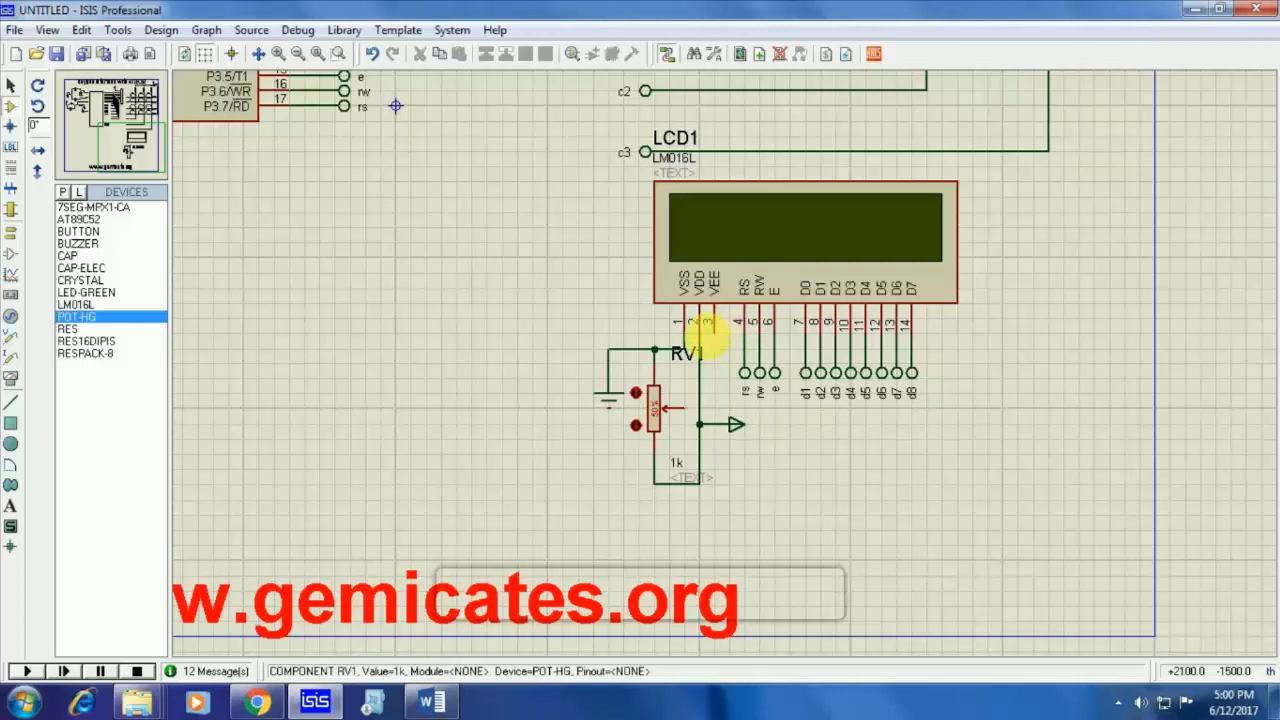 UNTITLED - ISIS Professional
File View Edit Tools Design Graph Source Debug Library Template System Help
P3.5/T1 15 e
P3.6/WR 16 rw
P3.7/RD 17 rs
c2
c3
LCD1
LM016L
<TEXT>
0°
P L DEVICES
7SEG-MPX1-CA
AT89C52
BUTTON
BUZZER
CAP
CAP-ELEC
CRYSTAL
LED-GREEN
LM016L
POT-HG
RES
RES16DIPIS
RESPACK-8
VSS VDD VEE RS RW E D0 D1 D2 D3 D4 D5 D6 D7
1 2 3 4 5 6 7 8 9 10 11 12 13 14
RV1
rs rw e d1 d2 d3 d4 d5 d6 d7 d8
50%
1k
<TEXT>
w.gemicates.org
12 Message(s) COMPONENT RV1, Value=1k, Module=<NONE>. Device=POT-HG, Pinout=<NONE> +2100.0 -1500.0 th
5:00 PM
6/12/2017